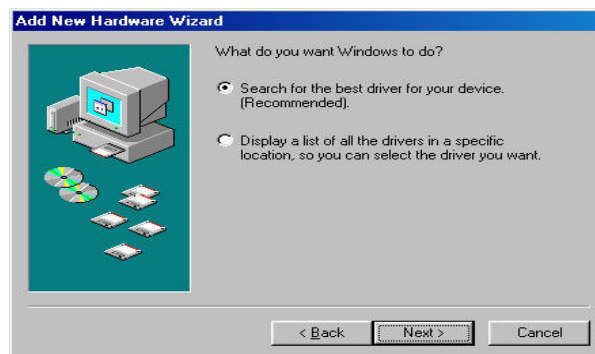 Add New Hardware Wizard
What do you want Windows to do?
Search for the best driver for your device.
(Recommended).
Display a list of all the drivers in a specific
location, so you can select the driver you want.
< Back
Next >
Cancel